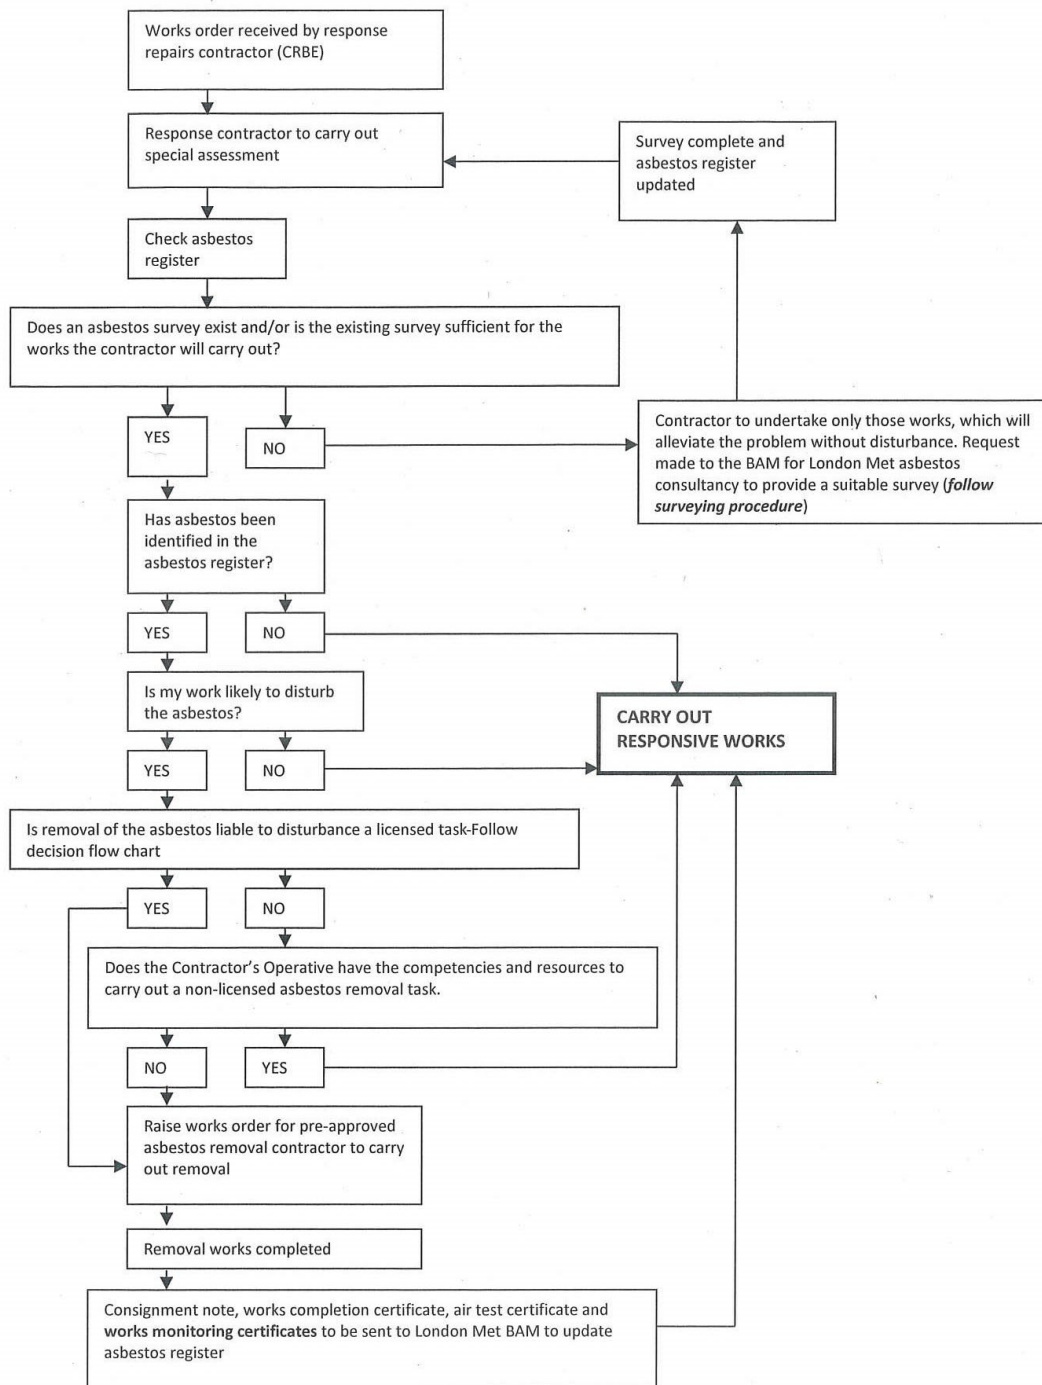 Works order received by response
repairs contractor (CRBE)
Response contractor to carry out
special assessment
Survey complete and
asbestos register
updated
Check asbestos
register
Does an asbestos survey exist and/or is the existing survey sufficient for the
works the contractor will carry out?
YES
NO
Contractor to undertake only those works, which will
alleviate the problem without disturbance. Request
made to the BAM for London Met asbestos
consultancy to provide a suitable survey (follow
surveying procedure)
Has asbestos been
identified in the
asbestos register?
YES
NO
Is my work likely to disturb
the asbestos?
CARRY OUT
RESPONSIVE WORKS
YES
NO
Is removal of the asbestos liable to disturbance a licensed task-Follow
decision flow chart
YES
NO
Does the Contractor's Operative have the competencies and resources to
carry out a non-licensed asbestos removal task.
NO
YES
Raise works order for pre-approved
asbestos removal contractor to carry
out removal
Removal works completed
Consignment note, works completion certificate, air test certificate and
works monitoring certificates to be sent to London Met BAM to update
asbestos register